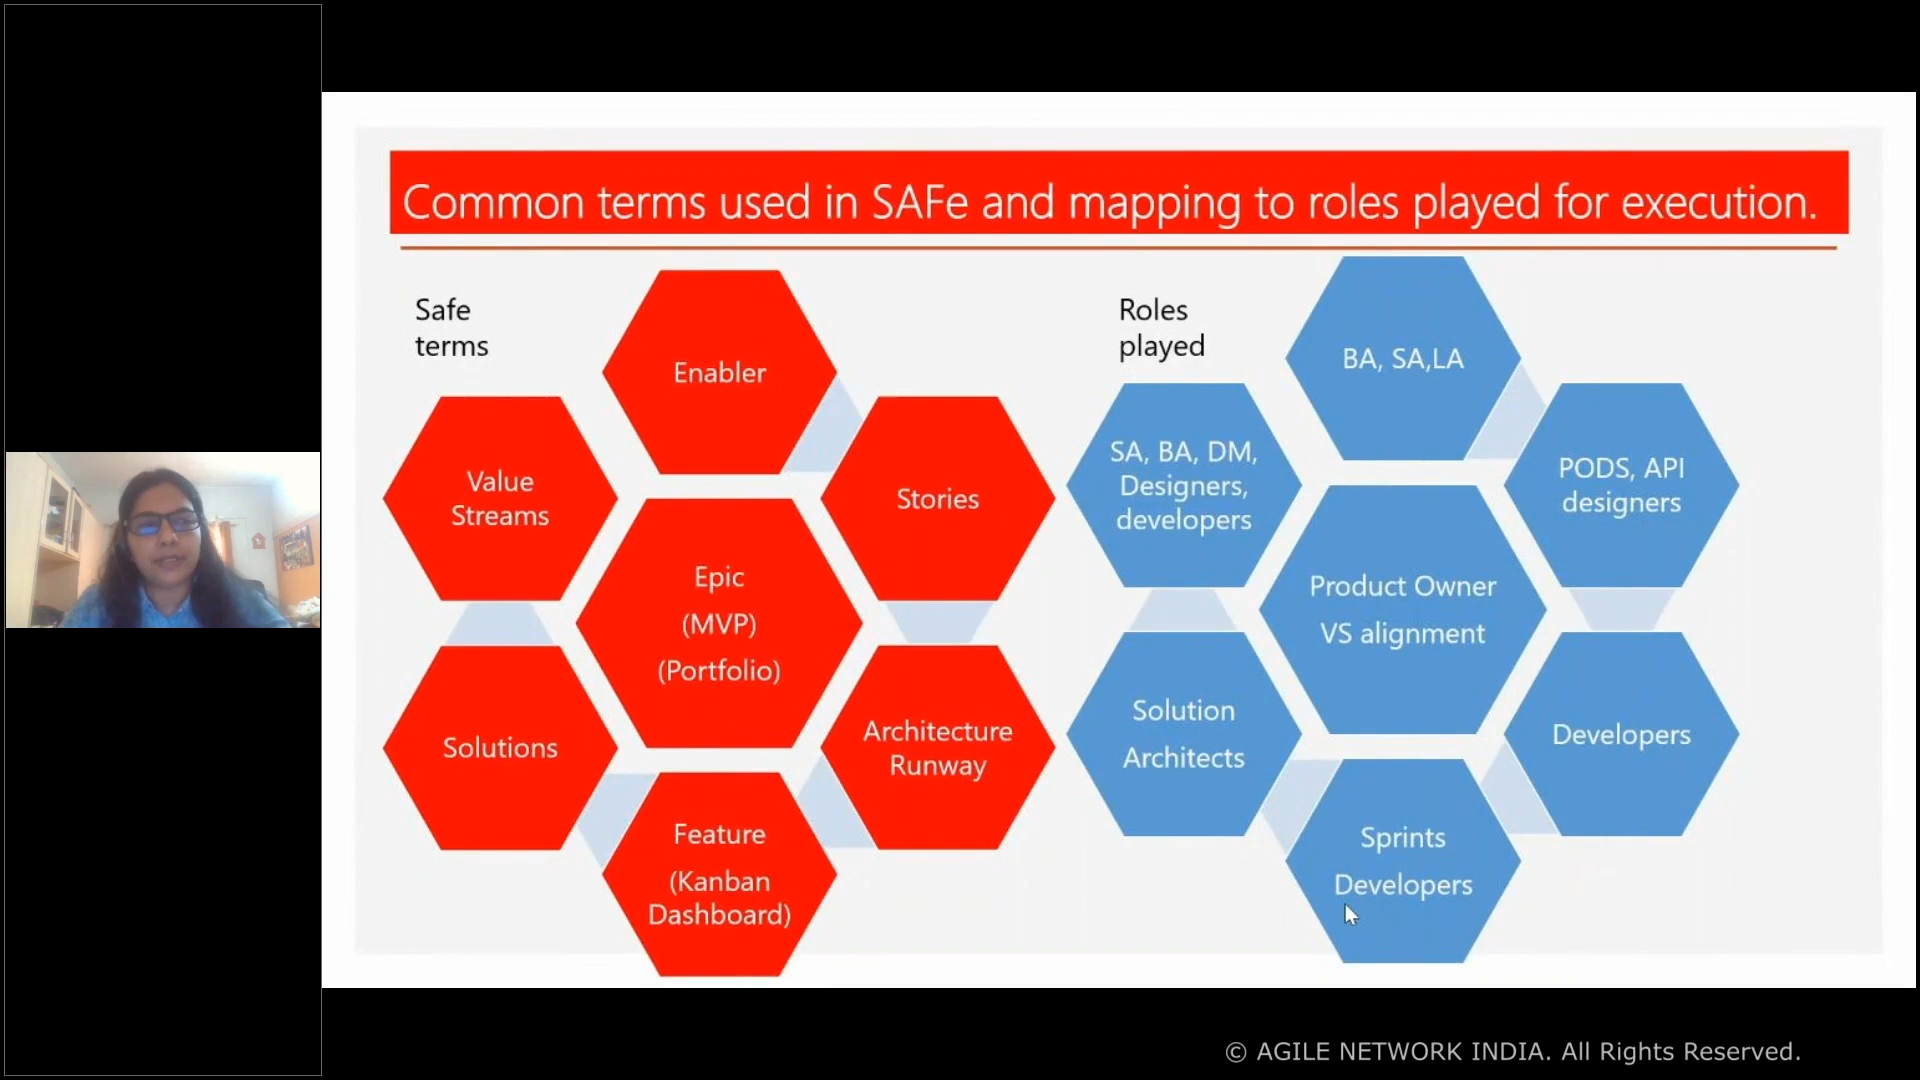 Common terms used in SAFe and mapping to roles played for execution.
Safe
terms
Enabler
Value
Streams
Stories
Epic
(MVP)
(Portfolio)
Solutions
Architecture
Runway
Feature
(Kanban
Dashboard)
Roles
played
BA, SA,LA
SA, BA, DM,
Designers,
developers
PODS, API
designers
Product Owner
VS alignment
Solution
Architects
Developers
Sprints
Developers
© AGILE NETWORK INDIA. All Rights Reserved.